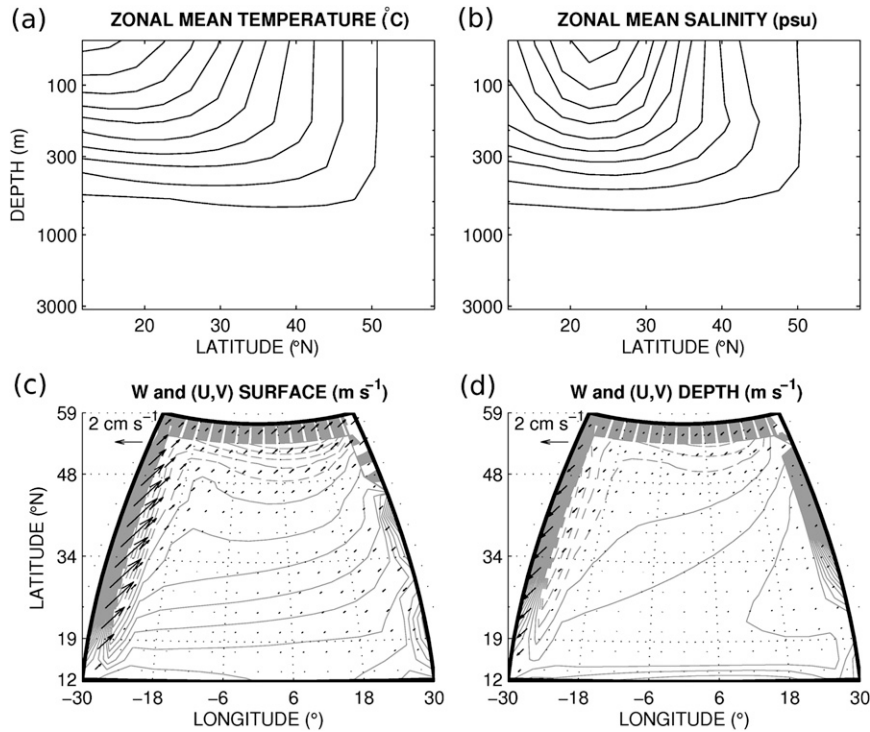 (a) ZONAL MEAN TEMPERATURE (°C)
(b) ZONAL MEAN SALINITY (psu)
DEPTH (m)
100
300
1000
3000
20 30 40 50
LATITUDE (°N)
100
300
1000
3000
20 30 40 50
LATITUDE (°N)
(c) W and (U,V) SURFACE (m s⁻¹)
(d) W and (U,V) DEPTH (m s⁻¹)
LATITUDE (°N)
59
48
34
19
12
2 cm s⁻¹
−30 −18 −6 6 18 30
LONGITUDE (°)
59
48
34
19
12
2 cm s⁻¹
−30 −18 −6 6 18 30
LONGITUDE (°)